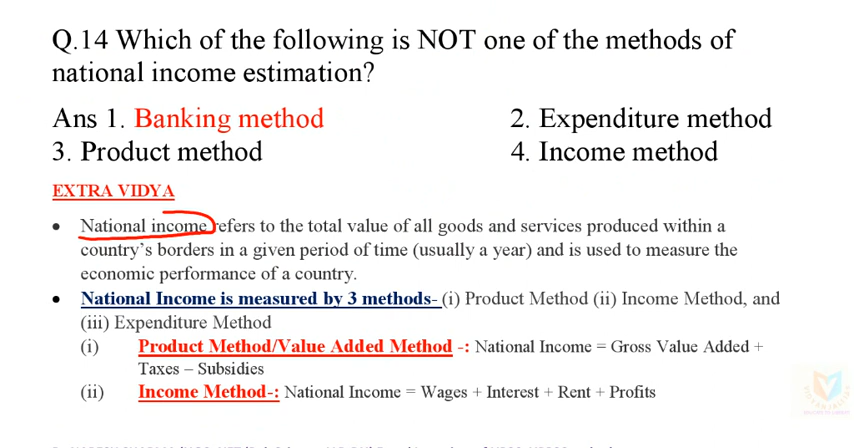 Q.14 Which of the following is NOT one of the methods of
national income estimation?
Ans 1. Banking method 2. Expenditure method
3. Product method 4. Income method
EXTRA VIDYA
• National income refers to the total value of all goods and services produced within a
country's borders in a given period of time (usually a year) and is used to measure the
economic performance of a country.
• National Income is measured by 3 methods- (i) Product Method (ii) Income Method, and
(iii) Expenditure Method
(i) Product Method/Value Added Method -: National Income = Gross Value Added +
Taxes – Subsidies
(ii) Income Method-: National Income = Wages + Interest + Rent + Profits